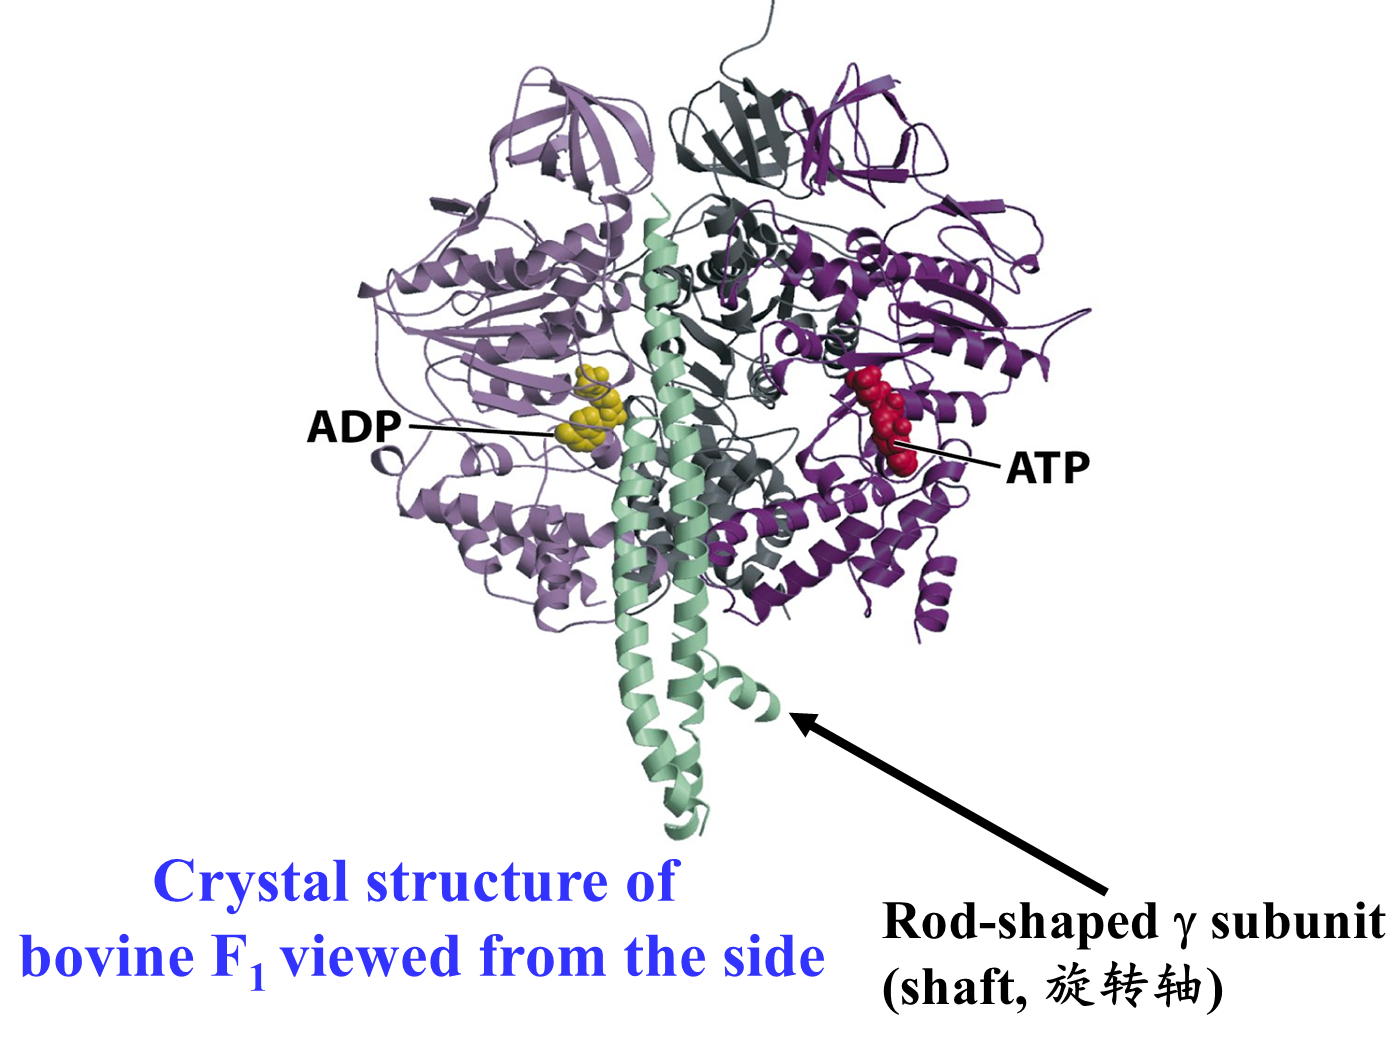 ADP
ATP
Crystal structure of
bovine F₁ viewed from the side
Rod-shaped γ subunit
(shaft, 旋转轴)